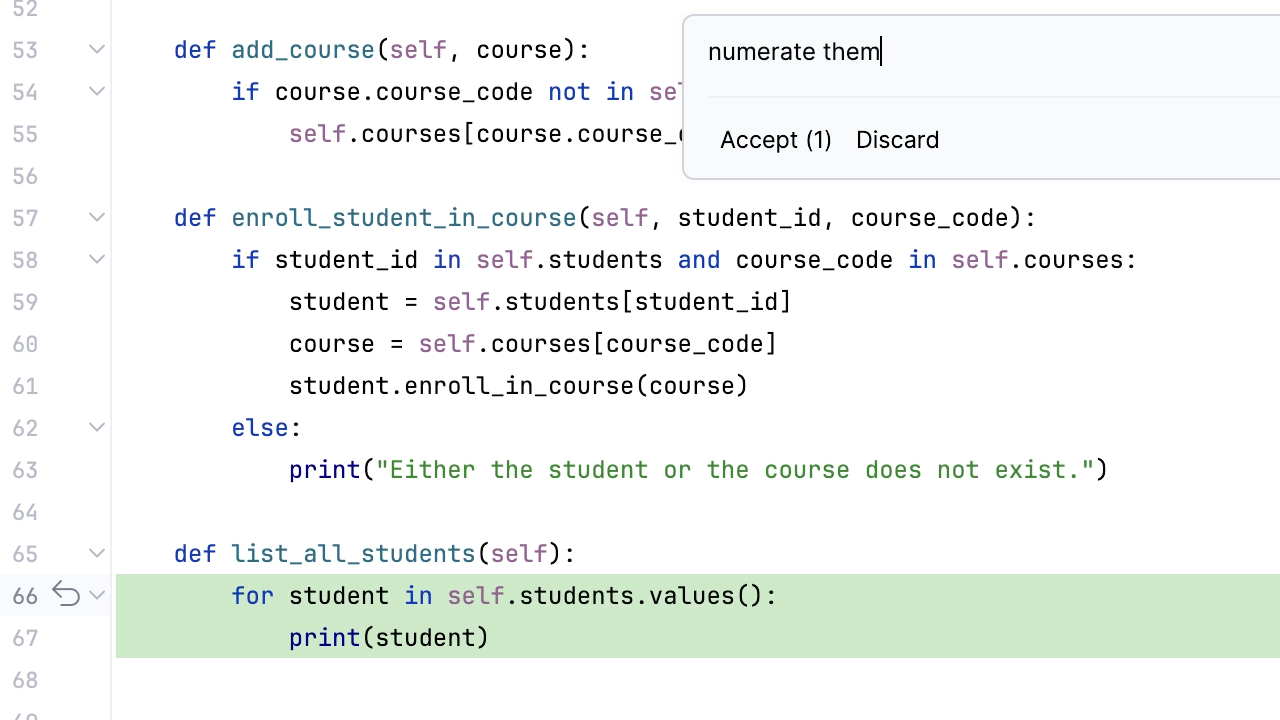 52
53 def add_course(self, course):
numerate them
54 if course.course_code not in
Accept (1) Discard
55 self.courses[course.course_
56
57 def enroll_student_in_course(self, student_id, course_code):
58 if student_id in self.students and course_code in self.courses:
59 student = self.students[student_id]
60 course = self.courses[course_code]
61 student.enroll_in_course(course)
62 else:
63 print("Either the student or the course does not exist.")
64
65 def list_all_students(self):
66 for student in self.students.values():
67 print(student)
68